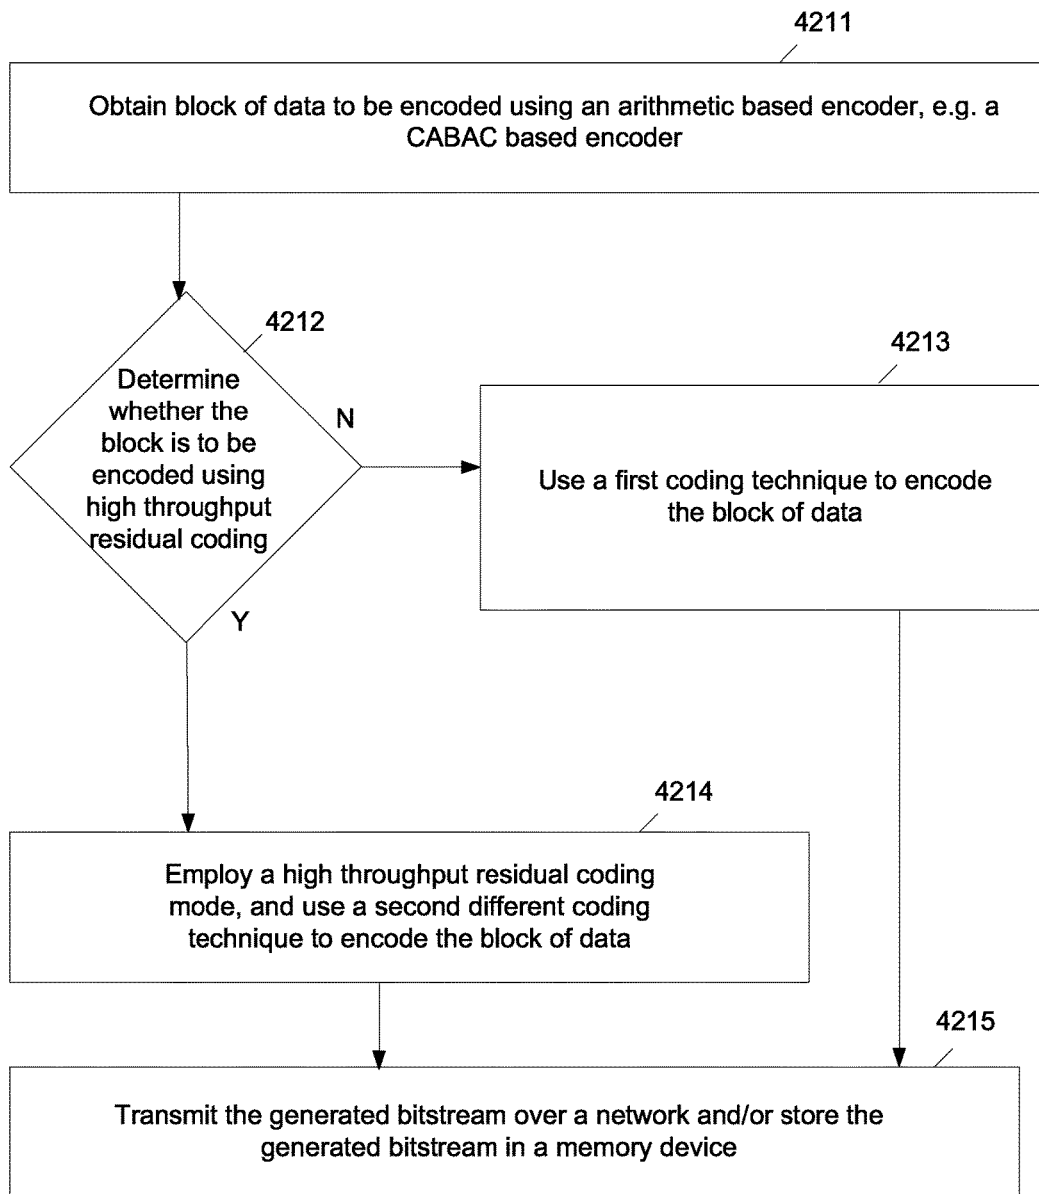 4211
Obtain block of data to be encoded using an arithmetic based encoder, e.g. a
CABAC based encoder
4212
Determine
whether the
block is to be
encoded using
high throughput
residual coding
N
Y
4213
Use a first coding technique to encode
the block of data
4214
Employ a high throughput residual coding
mode, and use a second different coding
technique to encode the block of data
4215
Transmit the generated bitstream over a network and/or store the
generated bitstream in a memory device